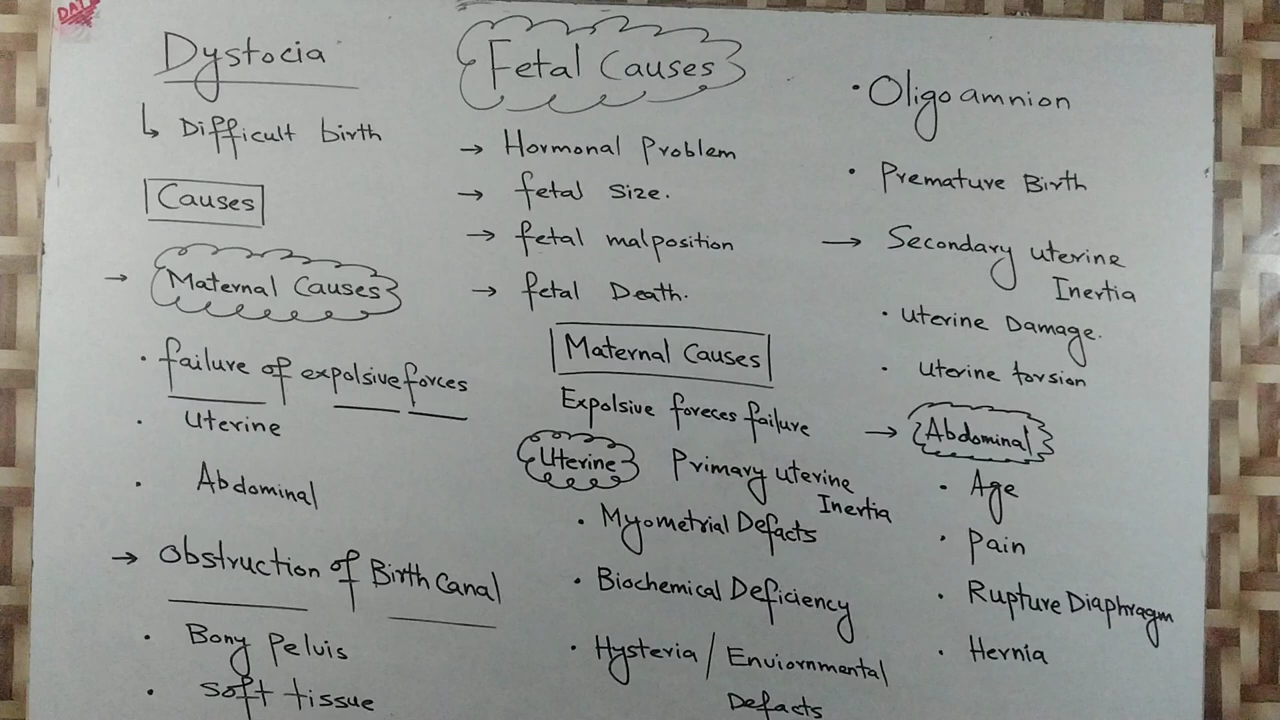 DAT
Dystocia
↳ Difficult birth
Causes
→ Maternal Causes
• failure of expolsive forces
• Uterine
• Abdominal
→ Obstruction of Birth Canal
• Bony Pelvis
• Soft tissue
Fetal Causes
→ Hormonal Problem
→ fetal size.
→ fetal malposition
→ fetal Death.
Maternal Causes
Expolsive foreces failure
Uterine Primary uterine
Inertia
• Myometrial Defects
• Biochemical Deficiency
• Hysteria / Enviornmental
Defects
• Oligoamnion
• Premature Birth
→ Secondary uterine
Inertia
• Uterine Damage.
• Uterine torsion
→ Abdominal
• Age
• Pain
• Rupture Diaphragm
• Hernia